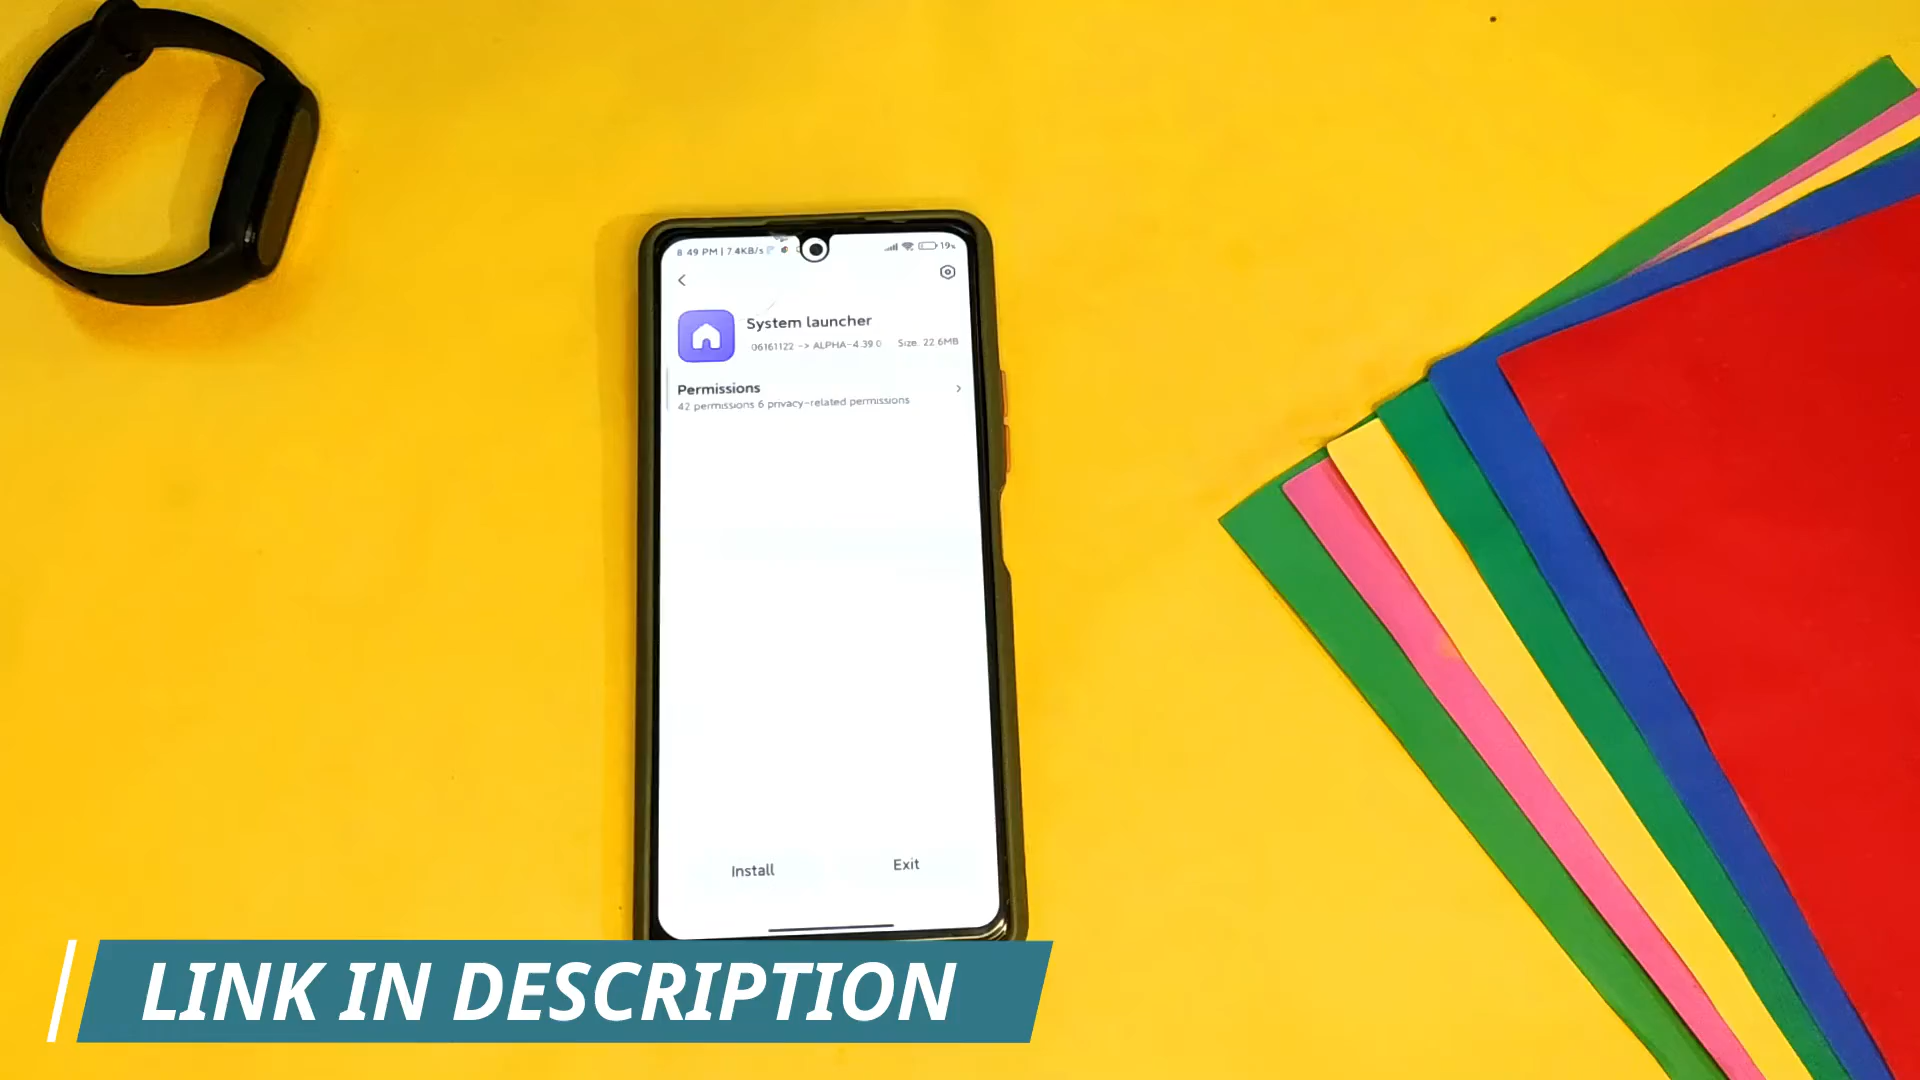 8 49 PM | 7.4KB/s
19%
System launcher
06161122 -> ALPHA-4.39.0 Size: 22.6MB
Permissions
42 permissions 6 privacy-related permissions
Install
Exit
LINK IN DESCRIPTION